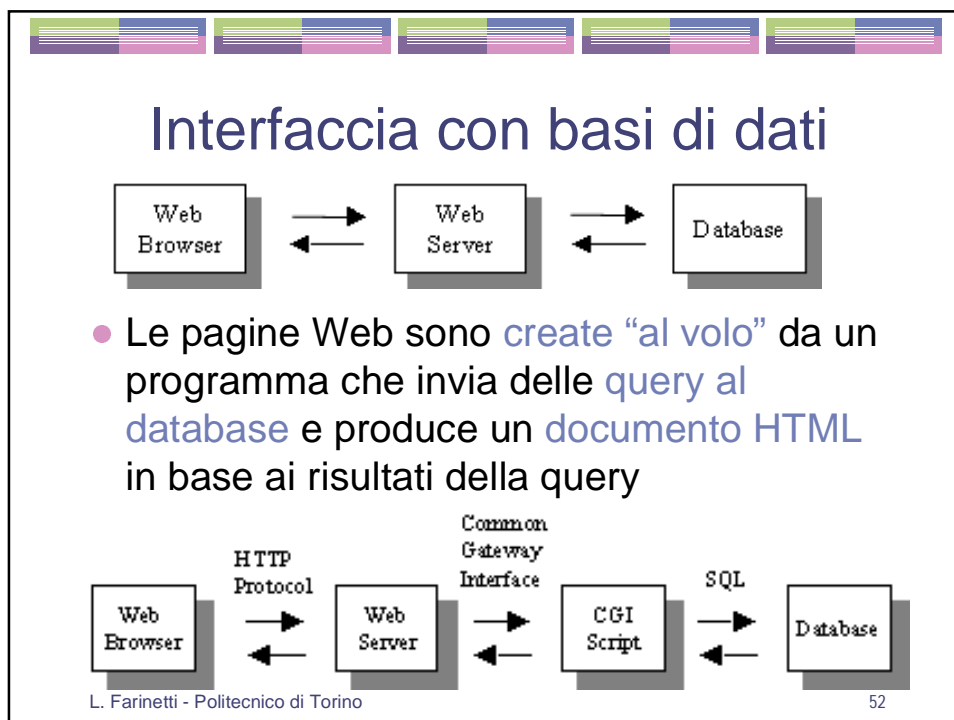 Interfaccia con basi di dati
Web Browser
Web Server
Database
● Le pagine Web sono create “al volo” da un
programma che invia delle query al
database e produce un documento HTML
in base ai risultati della query
HTTP
Protocol
Common
Gateway
Interface
SQL
Web
Browser
Web
Server
CGI
Script
Database
L. Farinetti - Politecnico di Torino 52